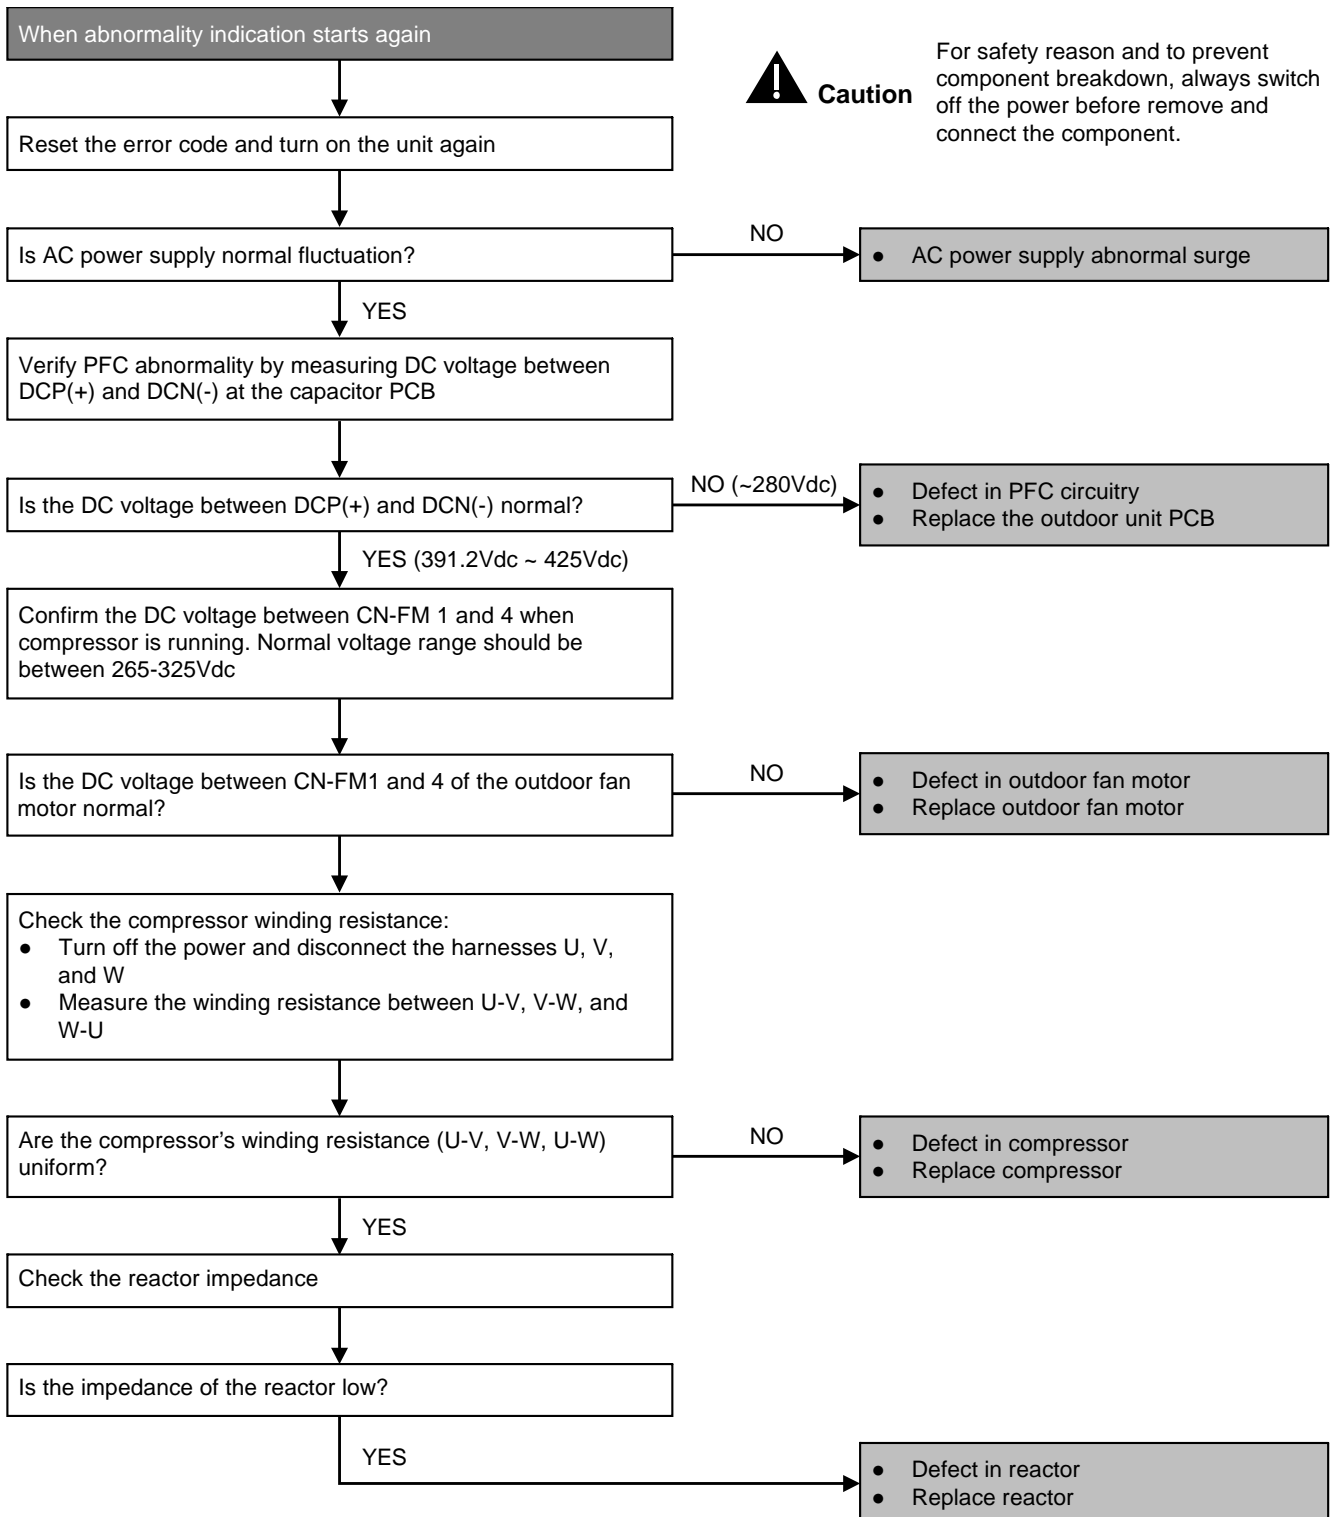 When abnormality indication starts again
Caution
For safety reason and to prevent
component breakdown, always switch
off the power before remove and
connect the component.
Reset the error code and turn on the unit again
Is AC power supply normal fluctuation?
NO
● AC power supply abnormal surge
YES
Verify PFC abnormality by measuring DC voltage between
DCP(+) and DCN(-) at the capacitor PCB
Is the DC voltage between DCP(+) and DCN(-) normal?
NO (~280Vdc)
● Defect in PFC circuitry
● Replace the outdoor unit PCB
YES (391.2Vdc ~ 425Vdc)
Confirm the DC voltage between CN-FM 1 and 4 when
compressor is running. Normal voltage range should be
between 265-325Vdc
Is the DC voltage between CN-FM1 and 4 of the outdoor fan
motor normal?
NO
● Defect in outdoor fan motor
● Replace outdoor fan motor
Check the compressor winding resistance:
● Turn off the power and disconnect the harnesses U, V,
and W
● Measure the winding resistance between U-V, V-W, and
W-U
Are the compressor’s winding resistance (U-V, V-W, U-W)
uniform?
NO
● Defect in compressor
● Replace compressor
YES
Check the reactor impedance
Is the impedance of the reactor low?
YES
● Defect in reactor
● Replace reactor